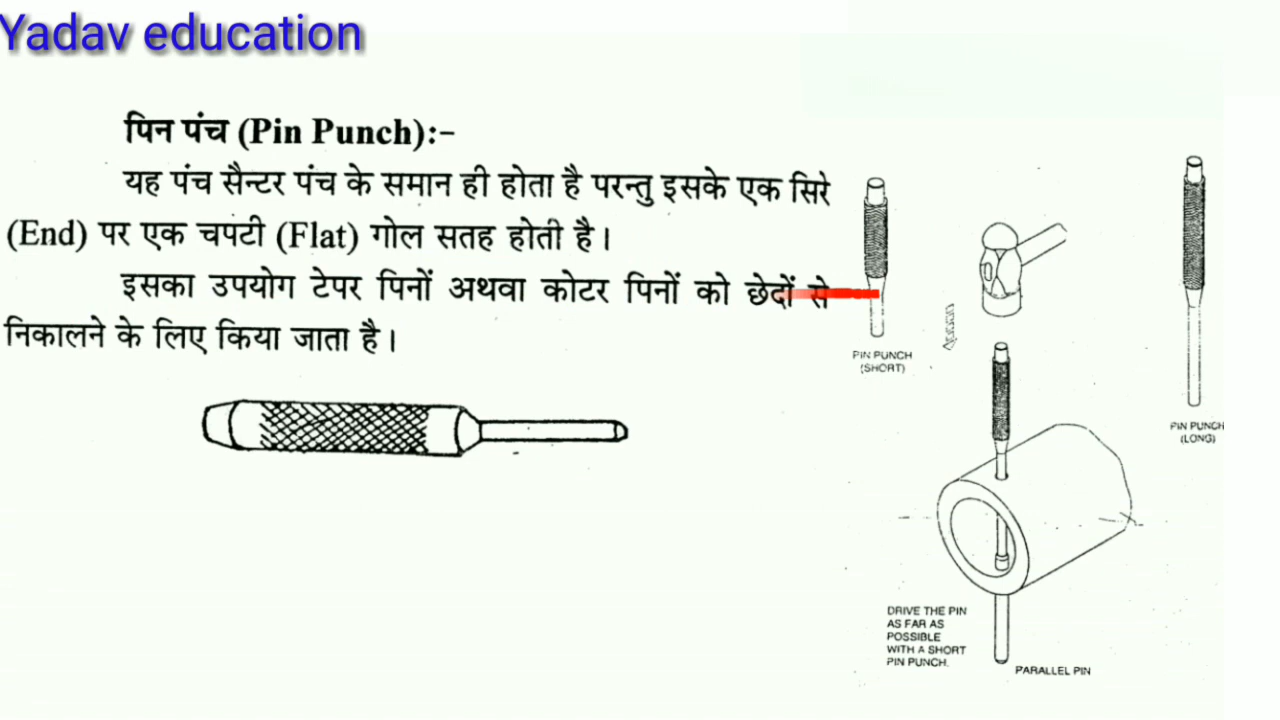 Yadav education
पिन पंच (Pin Punch):-
यह पंच सैन्टर पंच के समान ही होता है परन्तु इसके एक सिरे
(End) पर एक चपटी (Flat) गोल सतह होती है।
इसका उपयोग टेपर पिनों अथवा कोटर पिनों को छेदों से
निकालने के लिए किया जाता है।
PIN PUNCH
(SHORT)
PIN PUNCH
(LONG)
DRIVE THE PIN
AS FAR AS
POSSIBLE
WITH A SHORT
PIN PUNCH.
PARALLEL PIN